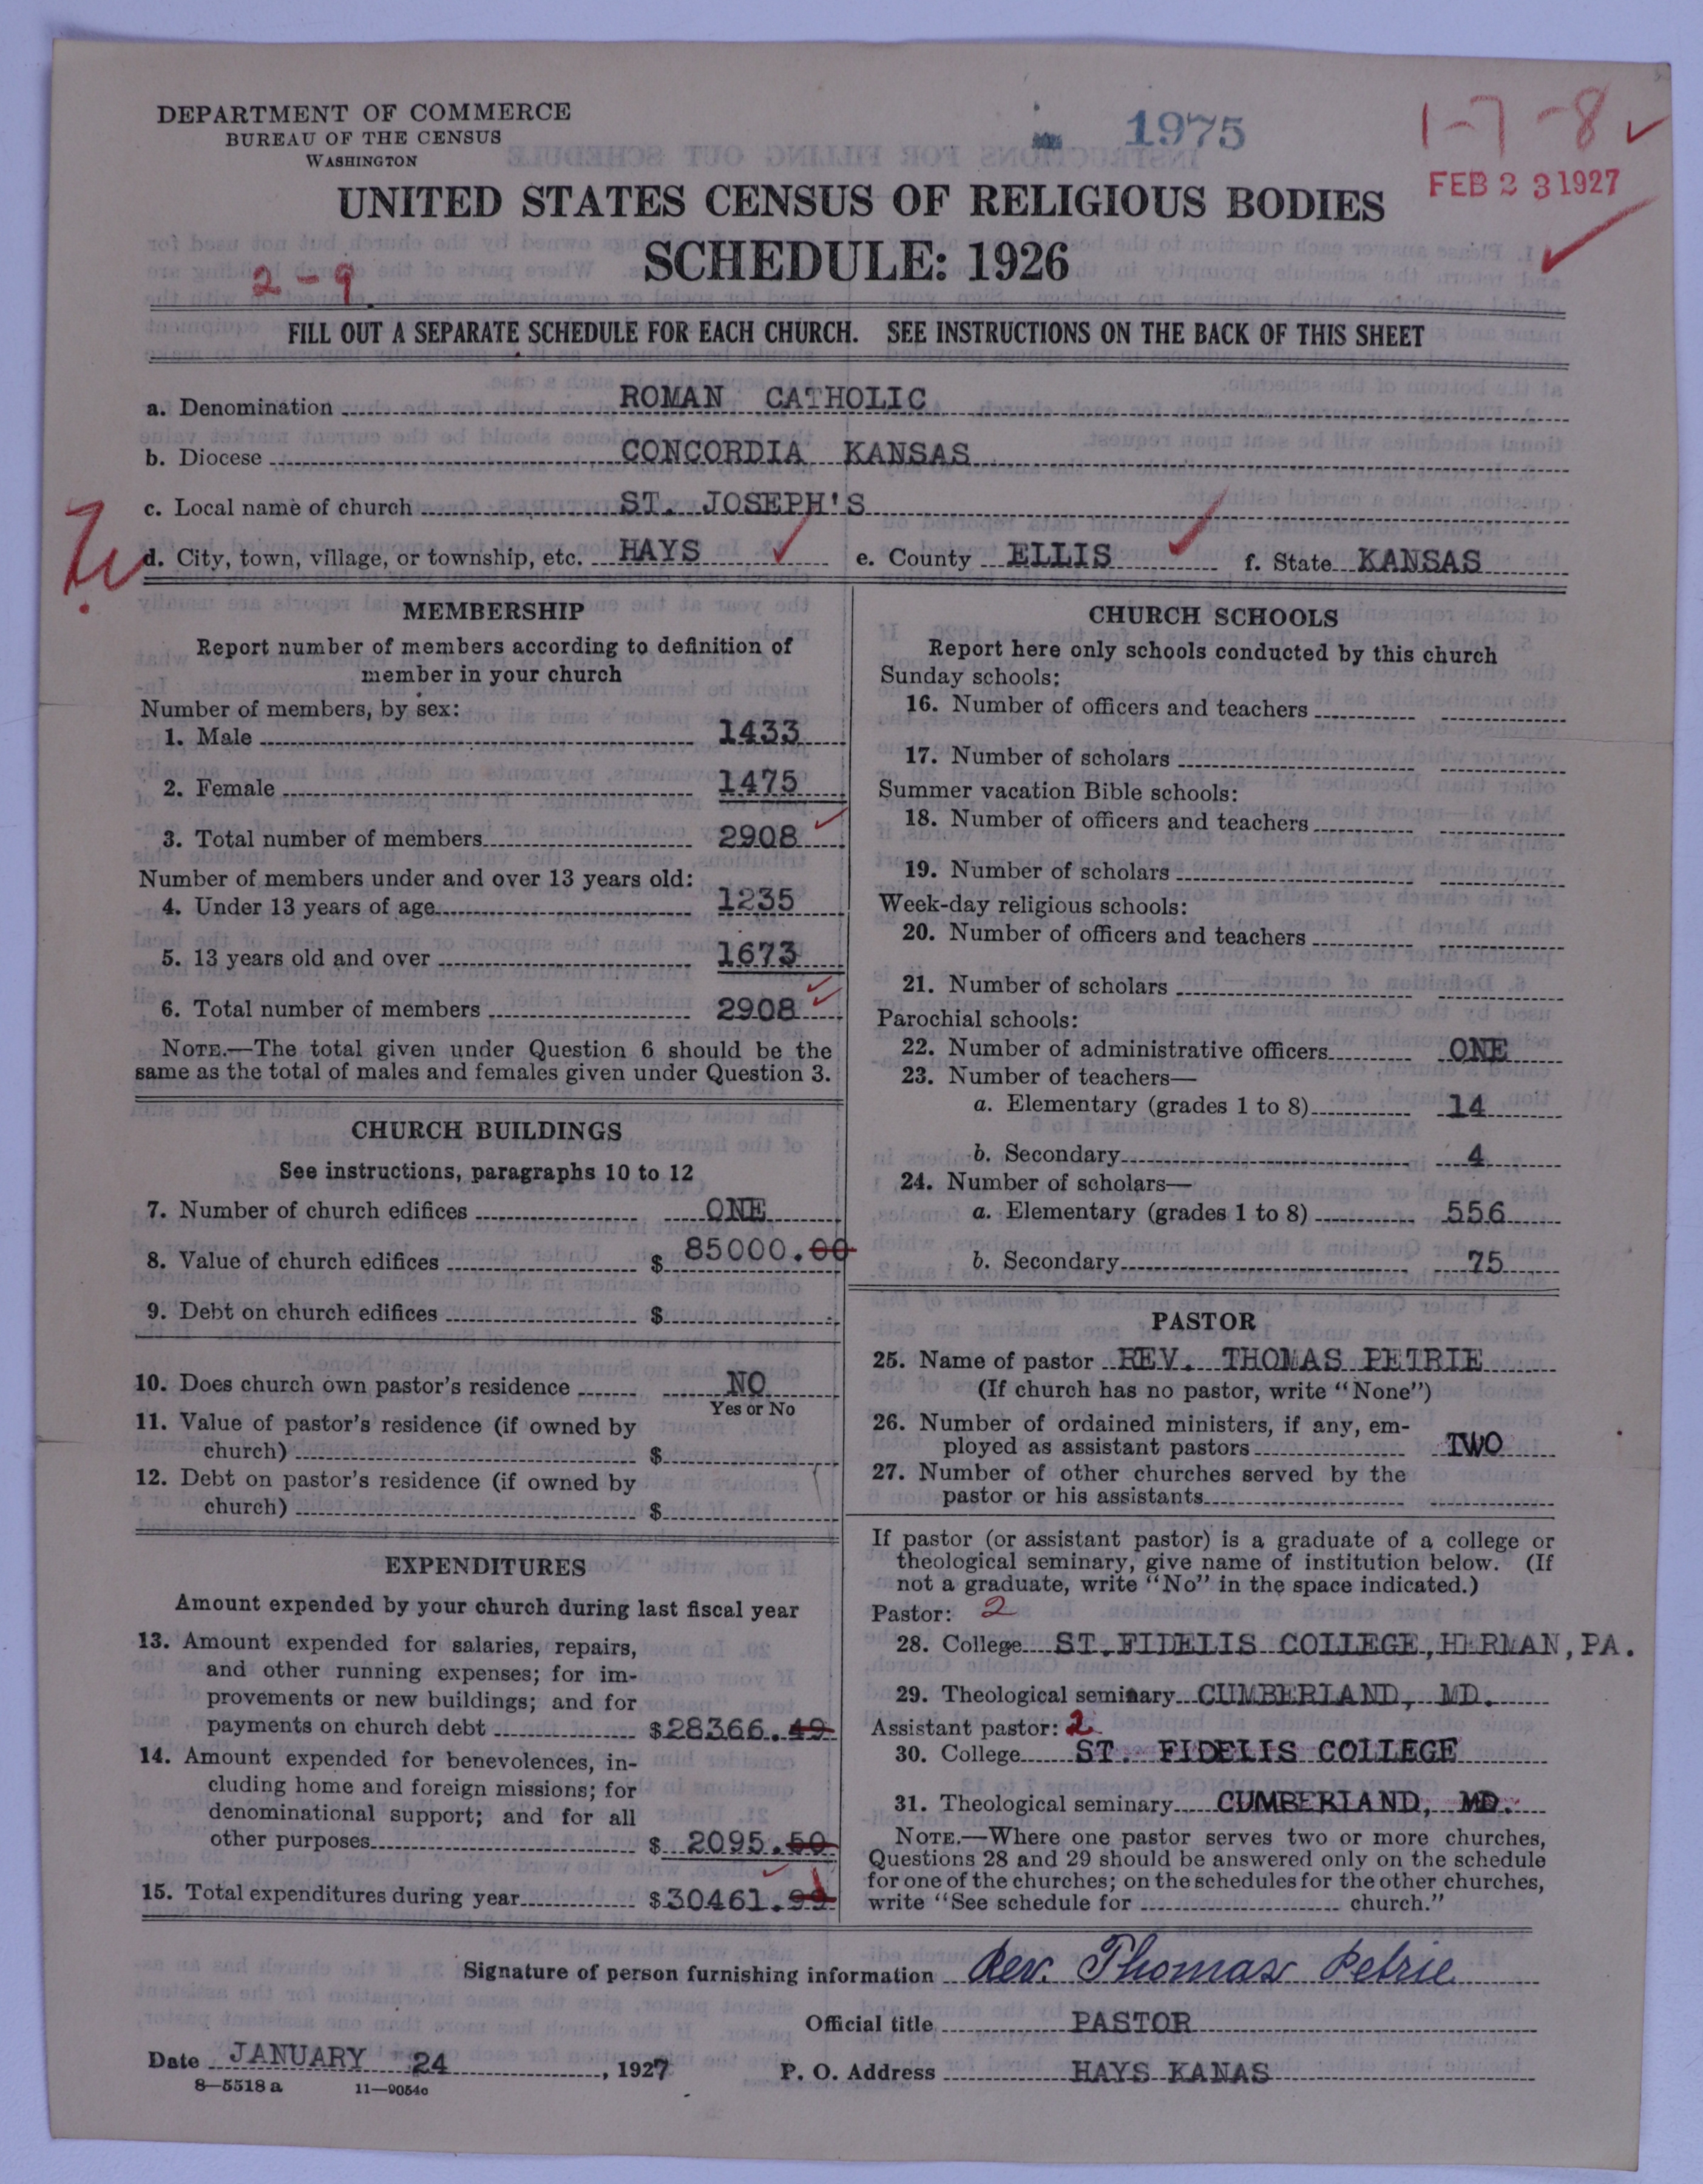 DEPARTMENT OF COMMERCE
BUREAU OF THE CENSUS
WASHINGTON
1975
1-7-8
FEB 23 1927
UNITED STATES CENSUS OF RELIGIOUS BODIES
SCHEDULE: 1926
2-9
FILL OUT A SEPARATE SCHEDULE FOR EACH CHURCH. SEE INSTRUCTIONS ON THE BACK OF THIS SHEET
a. Denomination ROMAN CATHOLIC
b. Diocese CONCORDIA KANSAS
c. Local name of church ST. JOSEPH'S
d. City, town, village, or township, etc. HAYS e. County ELLIS f. State KANSAS
MEMBERSHIP
Report number of members according to definition of
member in your church
Number of members, by sex:
1. Male 1433
2. Female 1475
3. Total number of members 2908
Number of members under and over 13 years old:
4. Under 13 years of age 1235
5. 13 years old and over 1673
6. Total number of members 2908
NOTE.—The total given under Question 6 should be the
same as the total of males and females given under Question 3.
CHURCH BUILDINGS
See instructions, paragraphs 10 to 12
7. Number of church edifices ONE
8. Value of church edifices $ 85000.00
9. Debt on church edifices $
10. Does church own pastor's residence NO
Yes or No
11. Value of pastor's residence (if owned by
church) $
12. Debt on pastor's residence (if owned by
church) $
EXPENDITURES
Amount expended by your church during last fiscal year
13. Amount expended for salaries, repairs,
and other running expenses; for im-
provements or new buildings; and for
payments on church debt $28366.49
14. Amount expended for benevolences, in-
cluding home and foreign missions; for
denominational support; and for all
other purposes $ 2095.50
15. Total expenditures during year $30461.99
CHURCH SCHOOLS
Report here only schools conducted by this church
Sunday schools:
16. Number of officers and teachers
17. Number of scholars
Summer vacation Bible schools:
18. Number of officers and teachers
19. Number of scholars
Week-day religious schools:
20. Number of officers and teachers
21. Number of scholars
Parochial schools:
22. Number of administrative officers ONE
23. Number of teachers—
a. Elementary (grades 1 to 8) 14
b. Secondary 4
24. Number of scholars—
a. Elementary (grades 1 to 8) 556
b. Secondary 75
PASTOR
25. Name of pastor REV. THOMAS PETRIE
(If church has no pastor, write "None")
26. Number of ordained ministers, if any, em-
ployed as assistant pastors TWO
27. Number of other churches served by the
pastor or his assistants
If pastor (or assistant pastor) is a graduate of a college or
theological seminary, give name of institution below. (If
not a graduate, write "No" in the space indicated.)
Pastor: 2
28. College ST. FIDELIS COLLEGE, HERMAN, PA.
29. Theological seminary CUMBERLAND, MD.
Assistant pastor: 2
30. College ST. FIDELIS COLLEGE
31. Theological seminary CUMBERLAND, MD.
NOTE.—Where one pastor serves two or more churches,
Questions 28 and 29 should be answered only on the schedule
for one of the churches; on the schedules for the other churches,
write "See schedule for church."
Signature of person furnishing information Rev. Thomas Petrie
Official title PASTOR
Date JANUARY 24, 1927 P. O. Address HAYS KANAS
8—5518 a 11—9054c